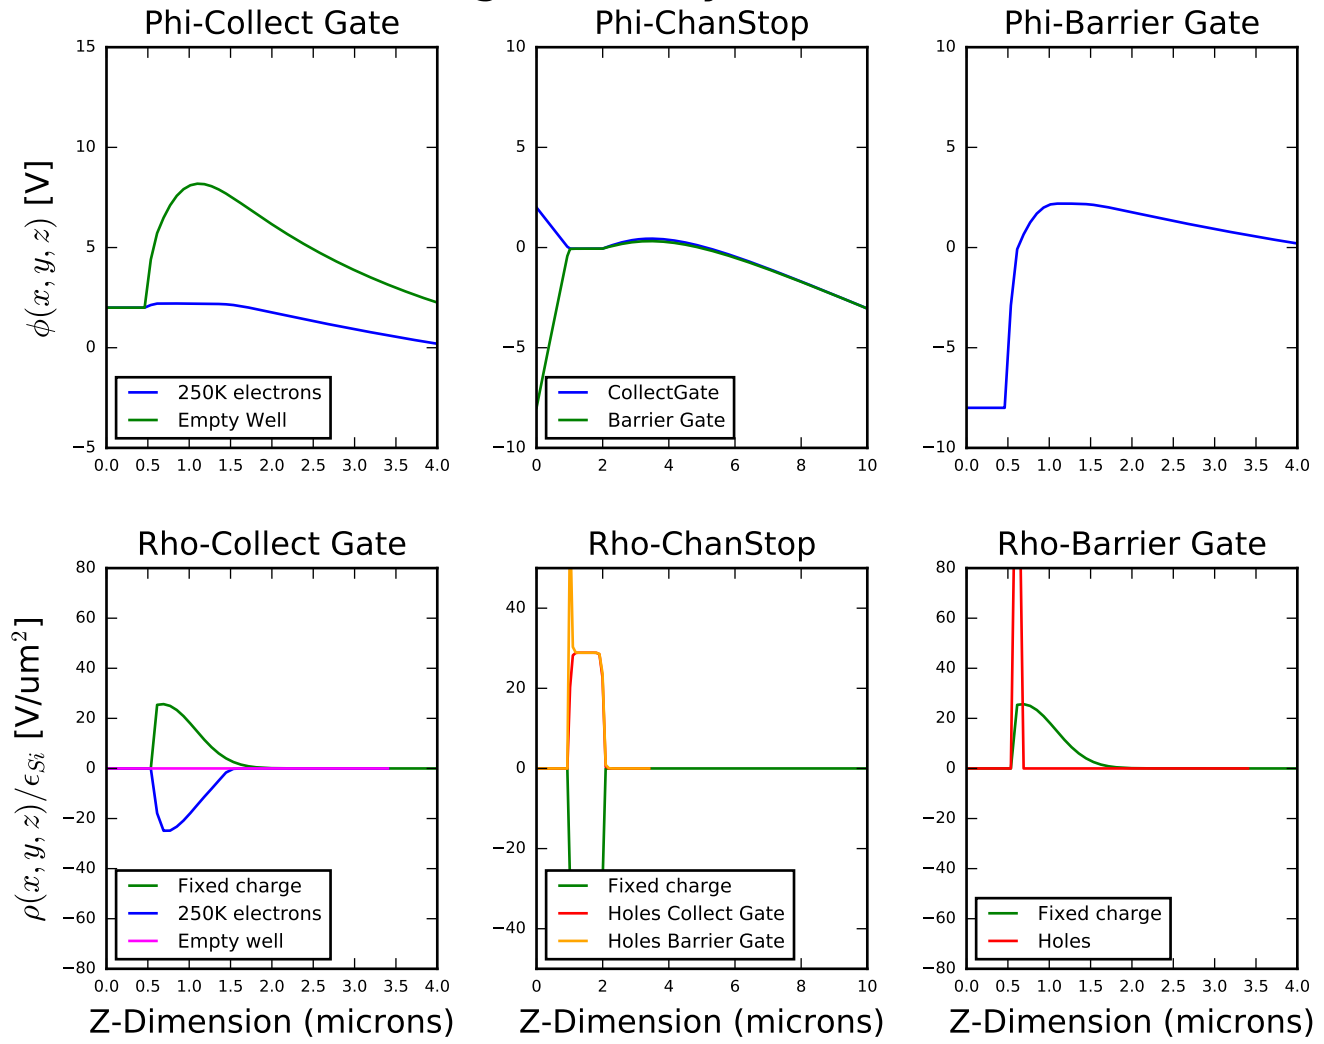 Phi-Collect Gate
Phi-ChanStop
Phi-Barrier Gate
15
10
5
0
−5
ϕ(x, y, z) [V]
250K electrons
Empty Well
0.0 0.5 1.0 1.5 2.0 2.5 3.0 3.5 4.0
10
5
0
−5
−10
CollectGate
Barrier Gate
0 2 4 6 8 10
10
5
0
−5
−10
0.0 0.5 1.0 1.5 2.0 2.5 3.0 3.5 4.0
Rho-Collect Gate
Rho-ChanStop
Rho-Barrier Gate
80
60
40
20
0
−20
−40
−60
−80
ρ(x, y, z)/ϵ_{Si} [V/um²]
Fixed charge
250K electrons
Empty well
0.0 0.5 1.0 1.5 2.0 2.5 3.0 3.5 4.0
Z-Dimension (microns)
40
20
0
−20
−40
Fixed charge
Holes Collect Gate
Holes Barrier Gate
0 2 4 6 8 10
Z-Dimension (microns)
80
60
40
20
0
−20
−40
−60
−80
Fixed charge
Holes
0.0 0.5 1.0 1.5 2.0 2.5 3.0 3.5 4.0
Z-Dimension (microns)